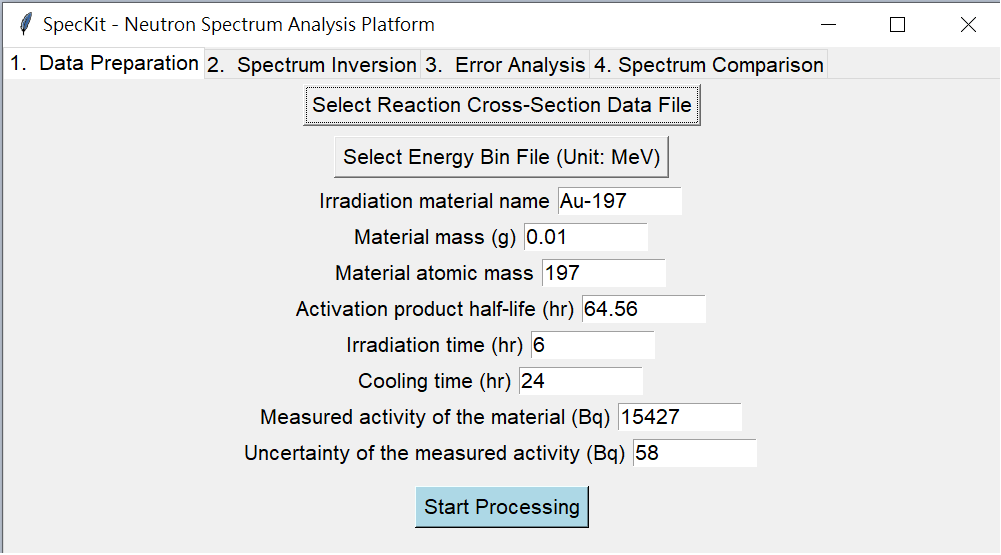 SpecKit - Neutron Spectrum Analysis Platform
1. Data Preparation 2. Spectrum Inversion 3. Error Analysis 4. Spectrum Comparison
Select Reaction Cross-Section Data File
Select Energy Bin File (Unit: MeV)
Irradiation material name Au-197
Material mass (g) 0.01
Material atomic mass 197
Activation product half-life (hr) 64.56
Irradiation time (hr) 6
Cooling time (hr) 24
Measured activity of the material (Bq) 15427
Uncertainty of the measured activity (Bq) 58
Start Processing